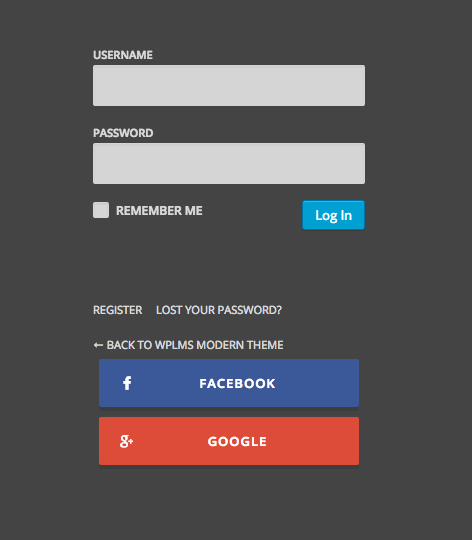 USERNAME
PASSWORD
REMEMBER ME Log In
REGISTER LOST YOUR PASSWORD?
← BACK TO WPLMS MODERN THEME
f FACEBOOK
g+ GOOGLE